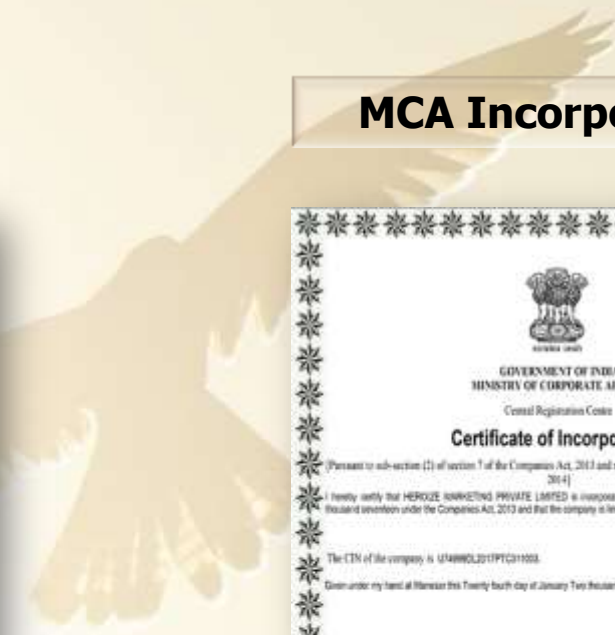 MCA Incorpo
GOVERNMENT OF INDIA
MINISTRY OF CORPORATE AF
Central Registration Centre
Certificate of Incorpo
[Pursuant to sub-section (2) of section 7 of the Companies Act, 2013 and
2014]
I hereby certify that HEROIZE MARKETING PRIVATE LIMITED is incorpora
thousand seventeen under the Companies Act, 2013 and that the company is lim
The CIN of the company is
Given under my hand at Manesar this Twenty fourth day of January Two thousan